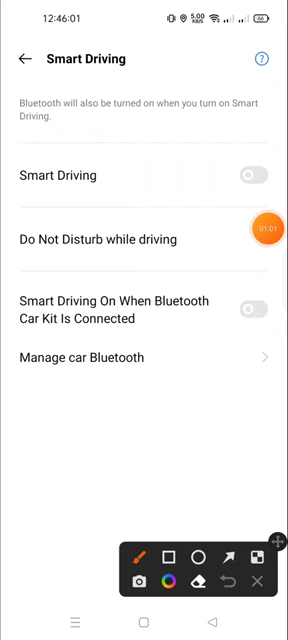 12:46:01
5.00
KB/S
66
Smart Driving
?
Bluetooth will also be turned on when you turn on Smart
Driving.
Smart Driving
01:01
Do Not Disturb while driving
Smart Driving On When Bluetooth
Car Kit Is Connected
Manage car Bluetooth